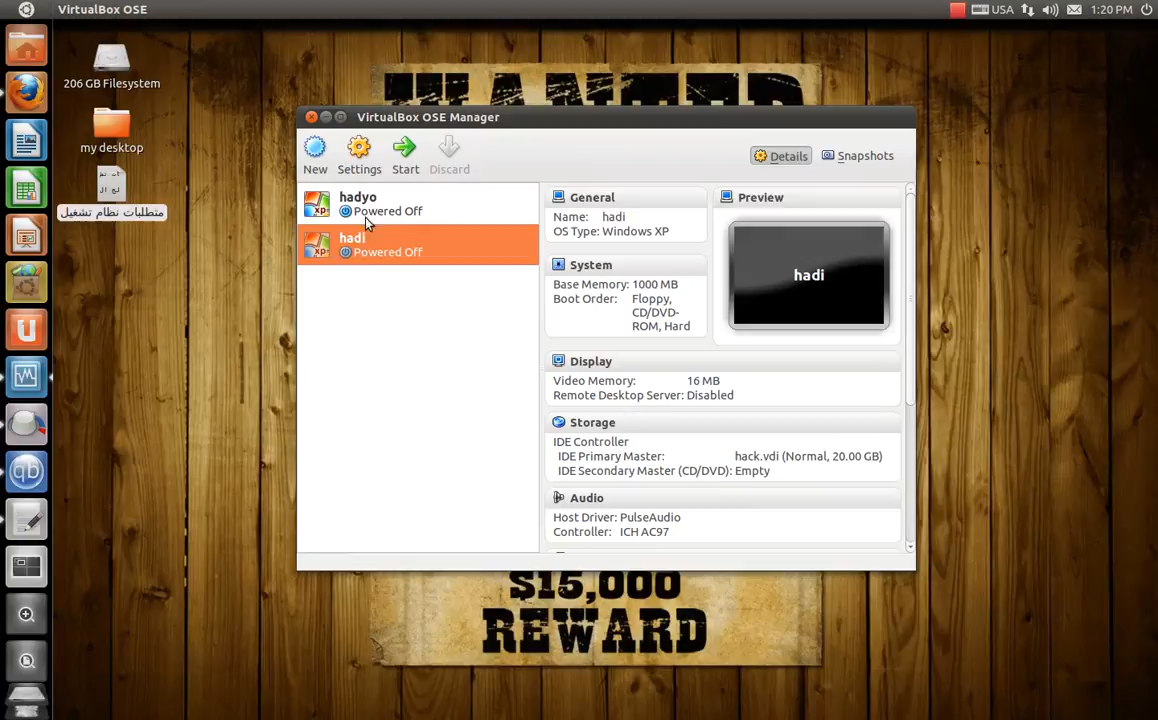 VirtualBox OSE
USA
1:20 PM
206 GB Filesystem
my desktop
متطلبات نظام تشغيل
WANTED
VirtualBox OSE Manager
New
Settings
Start
Discard
Details
Snapshots
hadyo
Powered Off
hadi
Powered Off
General
Name: hadi
OS Type: Windows XP
System
Base Memory: 1000 MB
Boot Order: Floppy,
CD/DVD-
ROM, Hard
Preview
hadi
Display
Video Memory: 16 MB
Remote Desktop Server: Disabled
Storage
IDE Controller
IDE Primary Master: hack.vdi (Normal, 20.00 GB)
IDE Secondary Master (CD/DVD): Empty
Audio
Host Driver: PulseAudio
Controller: ICH AC97
$15,000
REWARD